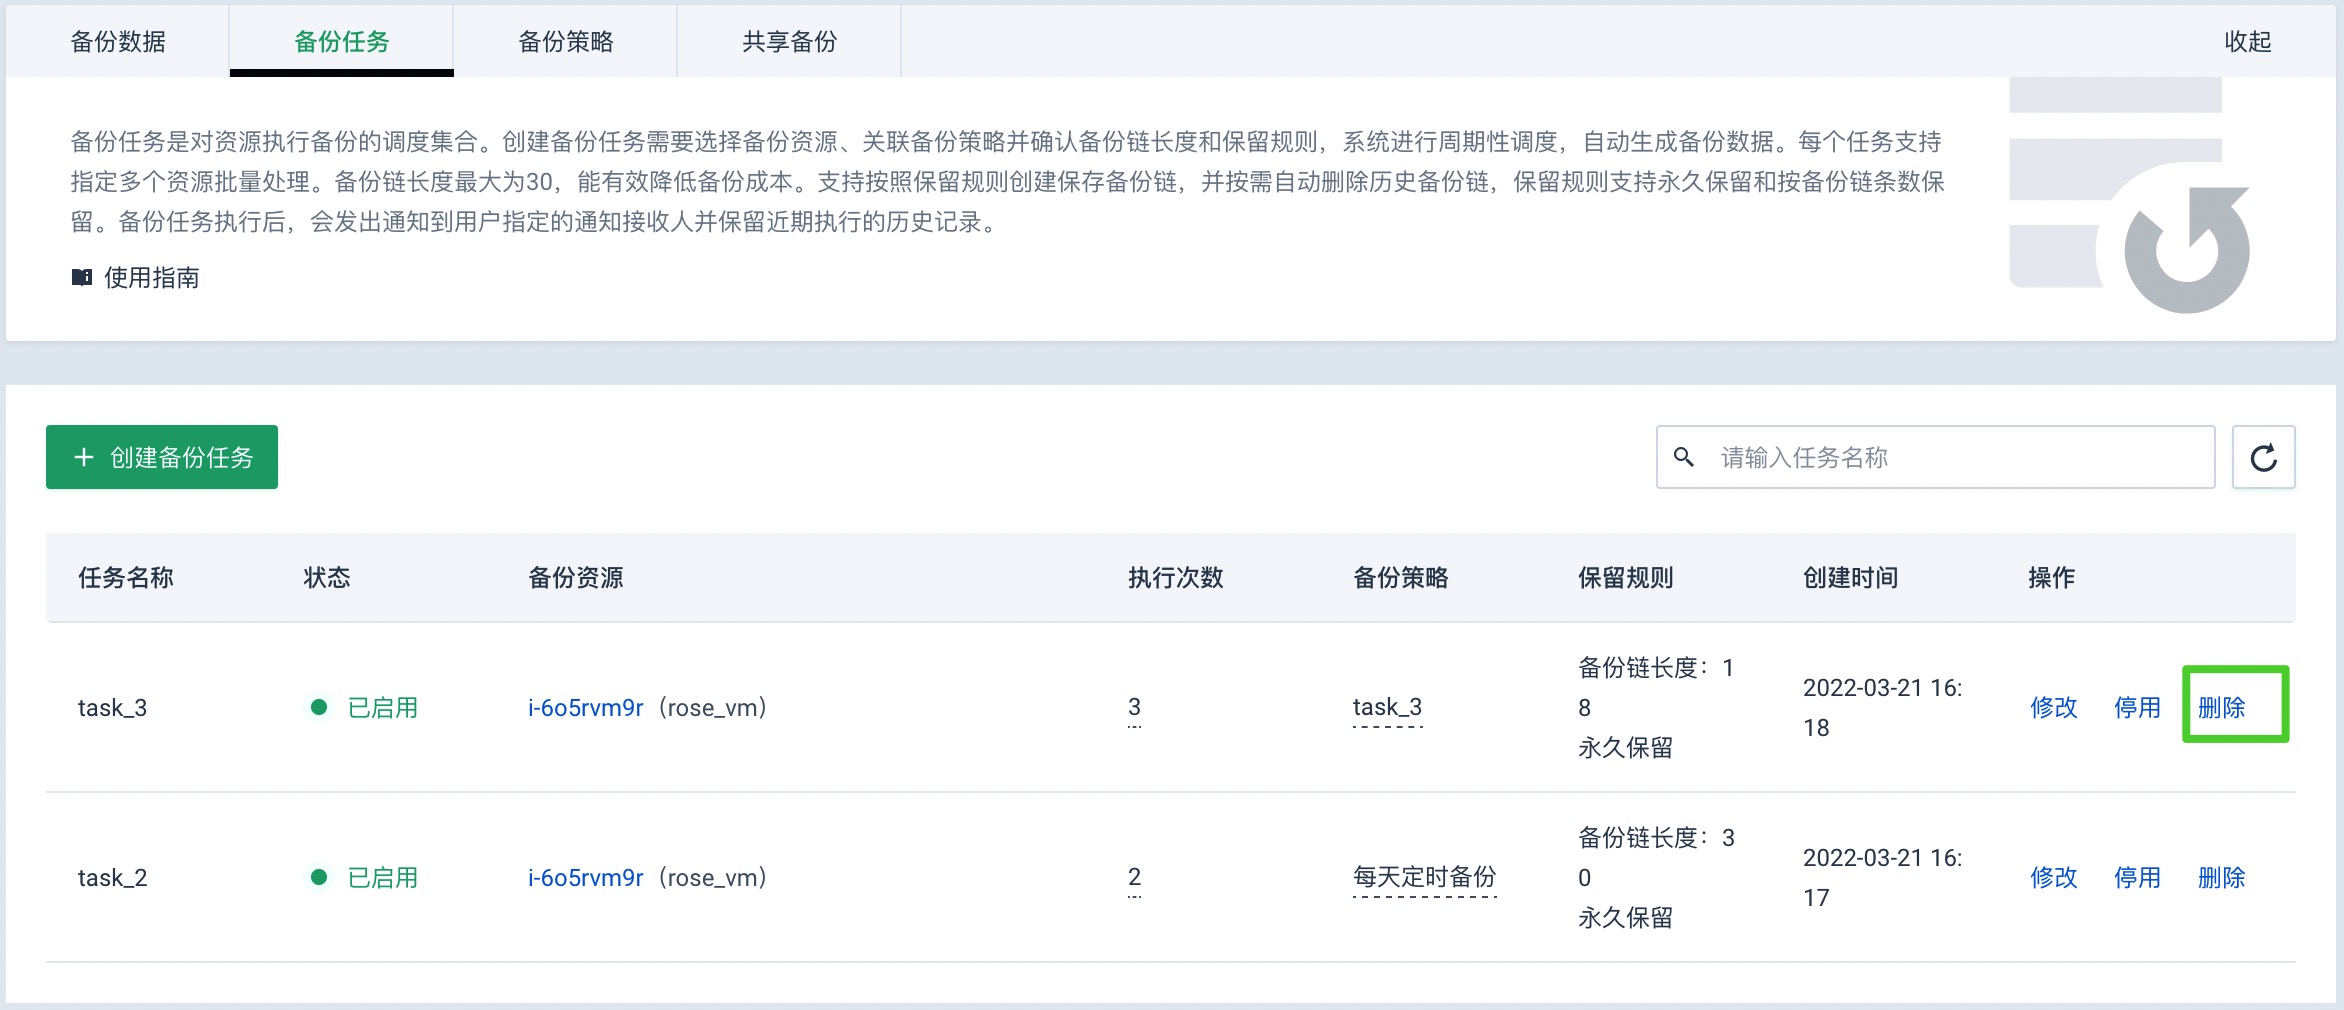 备份数据 备份任务 备份策略 共享备份 收起
备份任务是对资源执行备份的调度集合。创建备份任务需要选择备份资源、关联备份策略并确认备份链长度和保留规则，系统进行周期性调度，自动生成备份数据。每个任务支持
指定多个资源批量处理。备份链长度最大为30，能有效降低备份成本。支持按照保留规则创建保存备份链，并按需自动删除历史备份链，保留规则支持永久保留和按备份链条数保
留。备份任务执行后，会发出通知到用户指定的通知接收人并保留近期执行的历史记录。
使用指南
+ 创建备份任务 请输入任务名称
任务名称 状态 备份资源 执行次数 备份策略 保留规则 创建时间 操作
task_3 已启用 i-6o5rvm9r（rose_vm） 3 task_3 备份链长度：1
8
永久保留 2022-03-21 16:
18 修改 停用 删除
task_2 已启用 i-6o5rvm9r（rose_vm） 2 每天定时备份 备份链长度：3
0
永久保留 2022-03-21 16:
17 修改 停用 删除